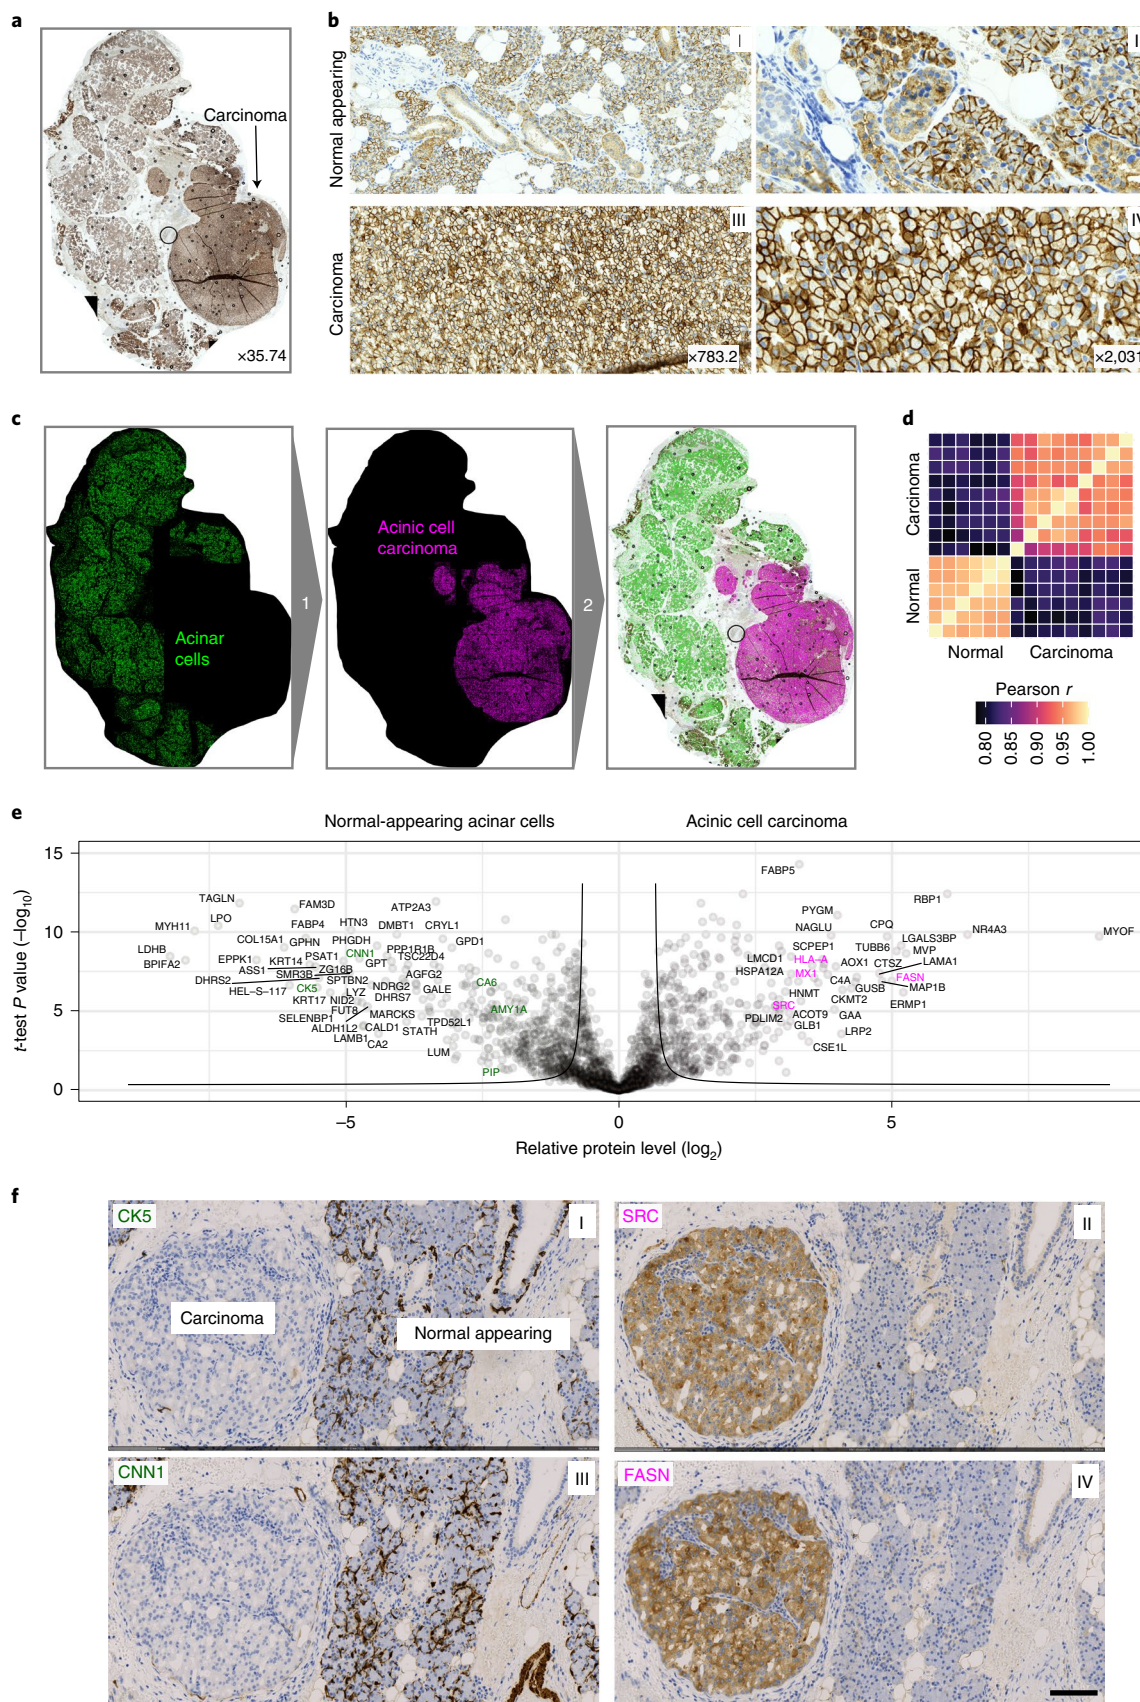 a
Carcinoma
×35.74
b
Normal appearing
I
I
Carcinoma
III
×783.2
IV
×2,031
c
Acinar
cells
1
Acinic cell
carcinoma
2
d
Carcinoma
Normal
Normal Carcinoma
Pearson r
0.80 0.85 0.90 0.95 1.00
e
Normal-appearing acinar cells Acinic cell carcinoma
t-test P value (–log10)
15
10
5
0
–5 0 5
Relative protein level (log2)
TAGLN
FAM3D
ATP2A3
MYH11
LPO
FABP4
HTN3
DMBT1
CRYL1
COL15A1
GPHN
PHGDH
GPD1
LDHB
EPPK1
KRT14
PSAT1
CNN1
PPP1R1B
TSC22D4
BPIFA2
ASS1
ZG16B
GPT
DHRS2
SMR3B
SPTBN2
AGFG2
CA6
HEL–S–117
CK5
LYZ
NDRG2
GALE
KRT17
NID2
DHRS7
AMY1A
SELENBP1
FUT8
MARCKS
ALDH1L2
CALD1
TPD52L1
LAMB1
STATH
CA2
LUM
PIP
FABP5
RBP1
PYGM
NAGLU
CPQ
NR4A3
MYOF
SCPEP1
TUBB6
LGALS3BP
LMCD1
HLA–A
AOX1
CTSZ
MVP
LAMA1
HSPA12A
MX1
C4A
FASN
HNMT
GUSB
MAP1B
SRC
CKMT2
ERMP1
PDLIM2
ACOT9
GAA
GLB1
LRP2
CSE1L
f
CK5
I
Carcinoma
Normal appearing
SRC
II
CNN1
III
FASN
IV